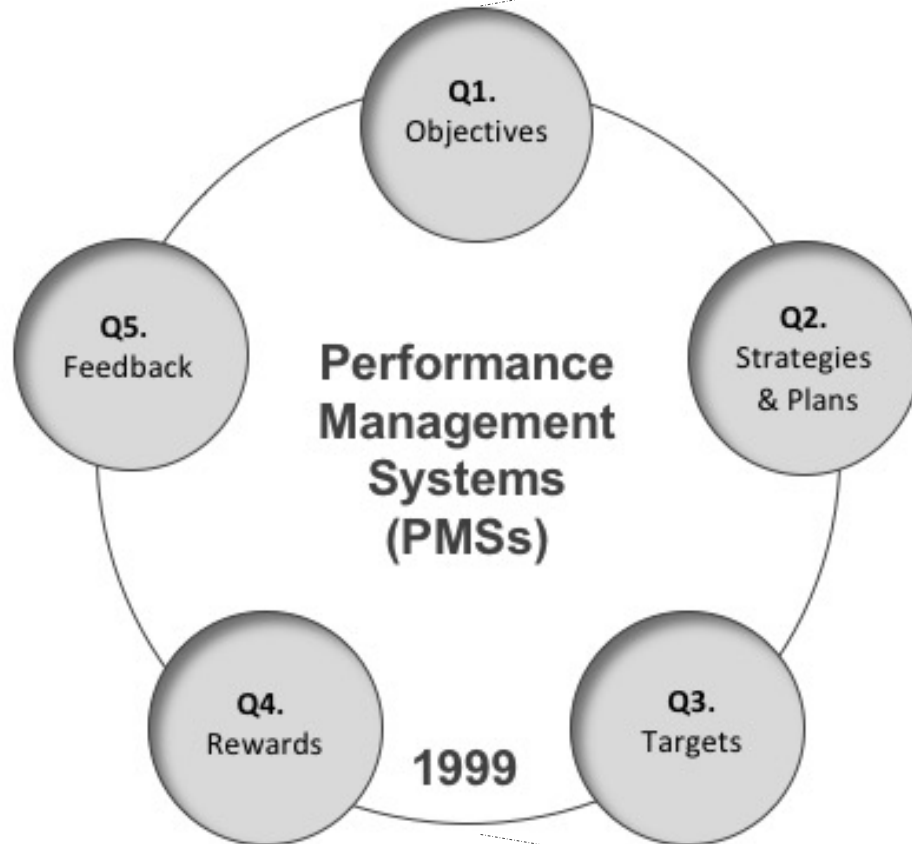 Q1.
Objectives
Q2.
Strategies
& Plans
Q3.
Targets
Q4.
Rewards
Q5.
Feedback
Performance
Management
Systems
(PMSs)
1999